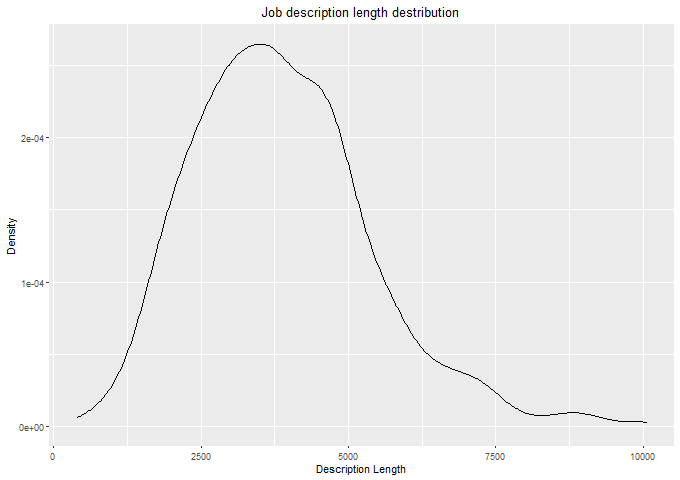 Job description length destribution
2e-04
1e-04
0e+00
Density
0
2500
5000
7500
10000
Description Length